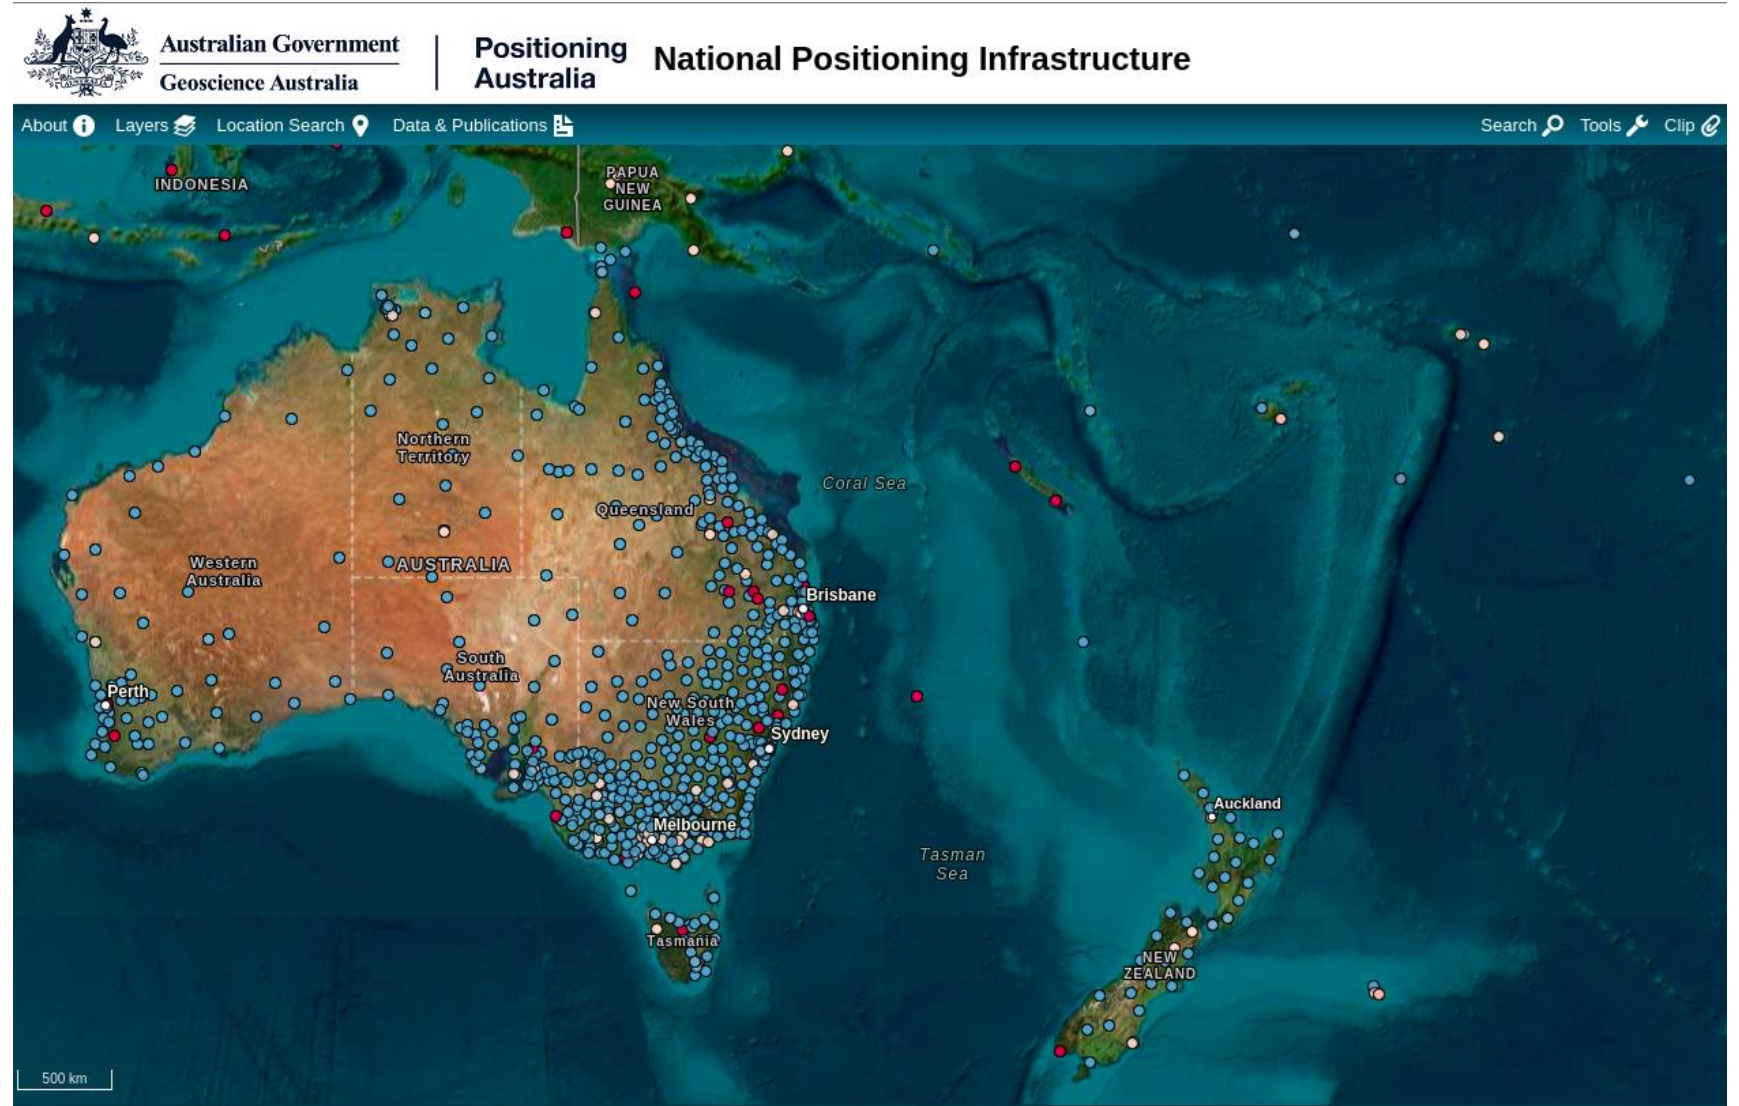 Australian Government
Geoscience Australia
Positioning
Australia
National Positioning Infrastructure
About
Layers
Location Search
Data & Publications
Search
Tools
Clip
INDONESIA
PAPUA
NEW
GUINEA
Northern
Territory
Coral Sea
Queensland
Western
Australia
AUSTRALIA
Brisbane
South
Australia
Perth
New South
Wales
Sydney
Auckland
Melbourne
Tasman
Sea
Tasmania
NEW
ZEALAND
500 km